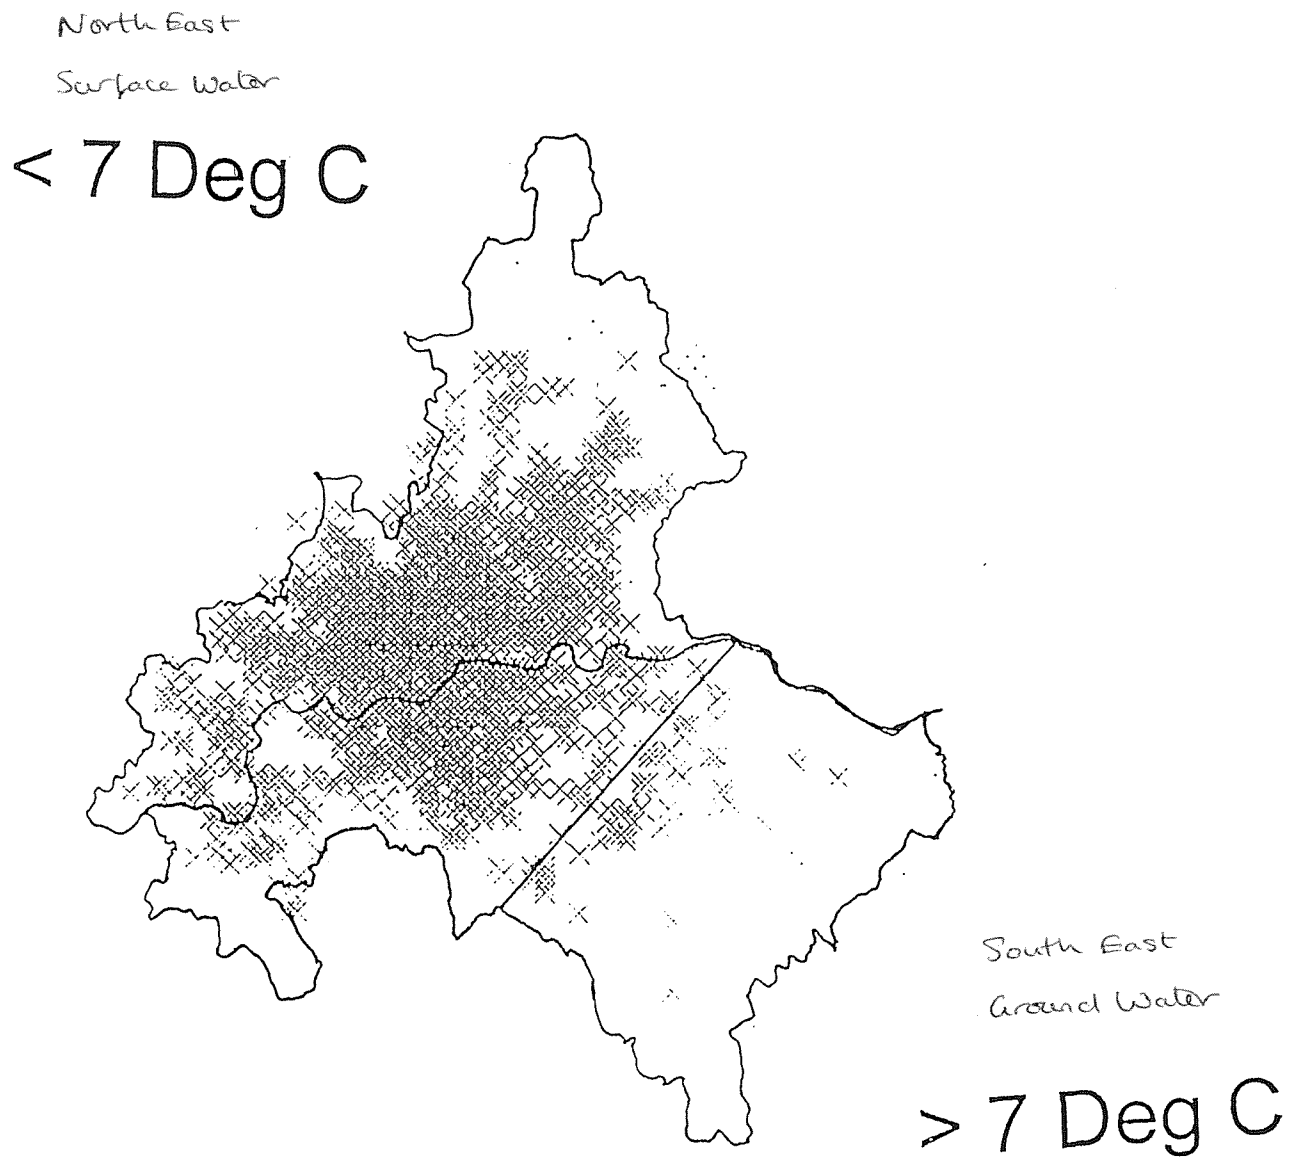 North East
Surface Water
< 7 Deg C
South East
Ground Water
> 7 Deg C